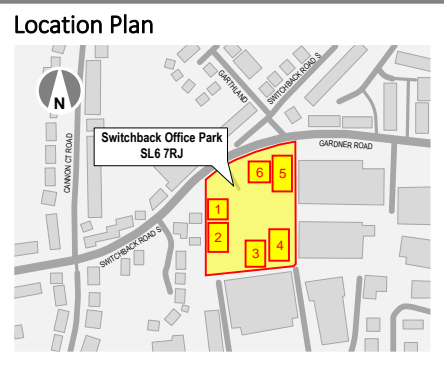 Location Plan
N
GARTHLAND
SWITCHBACK ROAD S
CANNON CT ROAD
Switchback Office Park
SL6 7RJ
GARDNER ROAD
6
5
1
2
3
4
SWITCHBACK ROAD S